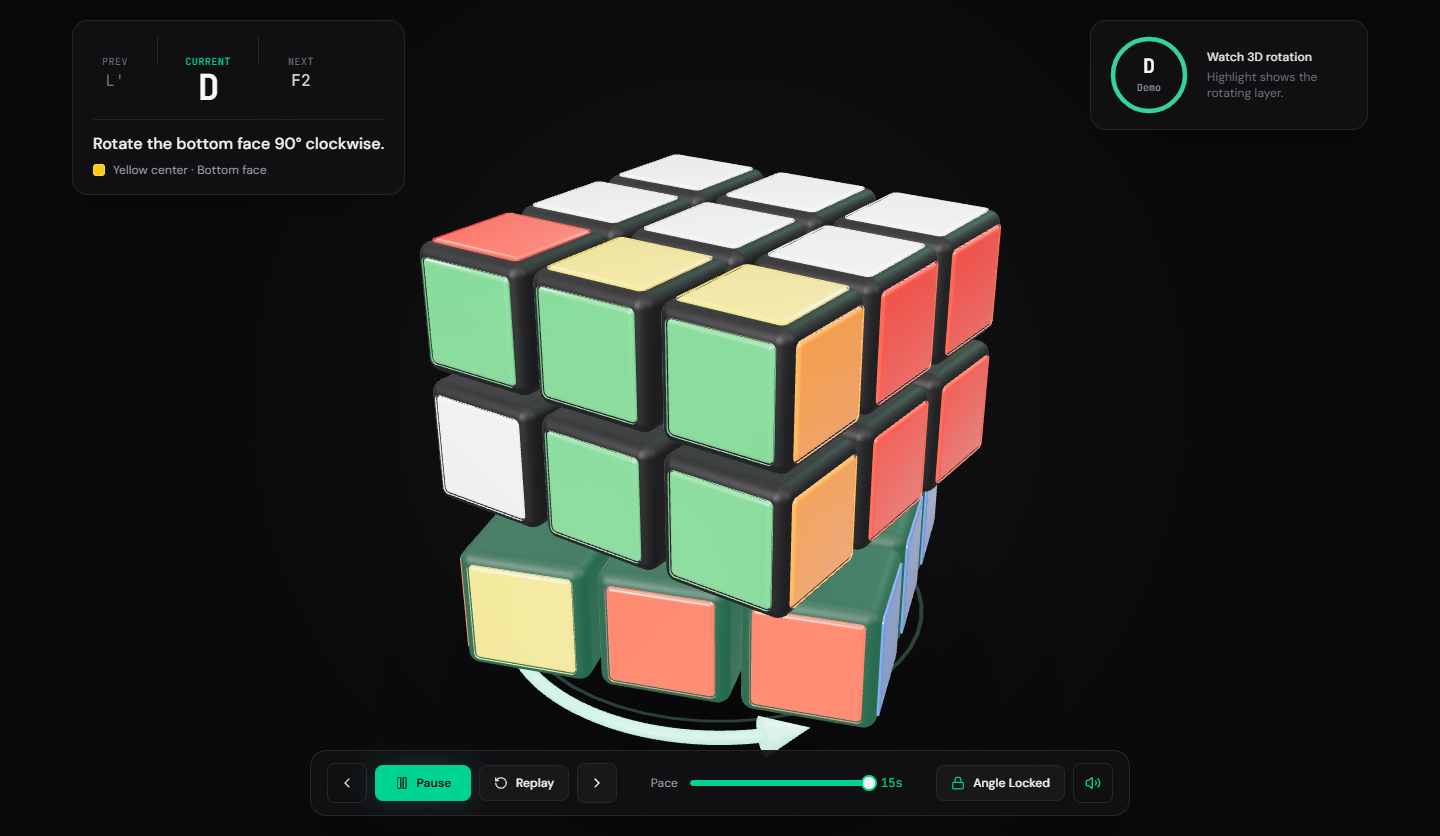 PREV
L'
CURRENT
D
NEXT
F2
Rotate the bottom face 90° clockwise.
Yellow center · Bottom face
D
Demo
Watch 3D rotation
Highlight shows the
rotating layer.
Pause
Replay
Pace
15s
Angle Locked